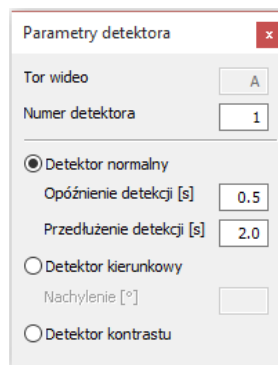 Parametry detektora x
Tor wideo A
Numer detektora 1
Detektor normalny
Opóźnienie detekcji [s] 0.5
Przedłużenie detekcji [s] 2.0
Detektor kierunkowy
Nachylenie [°]
Detektor kontrastu